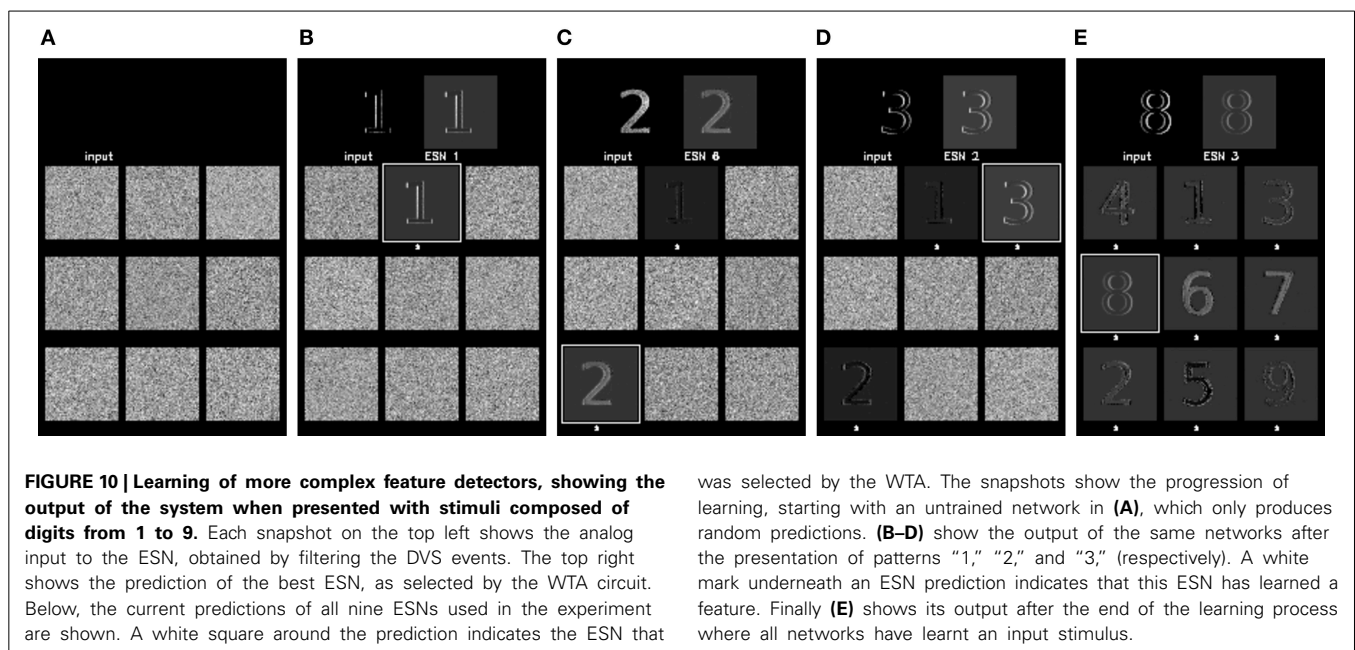 A B C D E
1 1 2 2 3 3 8 8
input input ESN 1 input ESN 6 input ESN 2 input ESN 3
1 1 1 3 4 1 3
8 6 7
2 2 2 5 9
FIGURE 10 | Learning of more complex feature detectors, showing the
output of the system when presented with stimuli composed of
digits from 1 to 9. Each snapshot on the top left shows the analog
input to the ESN, obtained by filtering the DVS events. The top right
shows the prediction of the best ESN, as selected by the WTA circuit.
Below, the current predictions of all nine ESNs used in the experiment
are shown. A white square around the prediction indicates the ESN that
was selected by the WTA. The snapshots show the progression of
learning, starting with an untrained network in (A), which only produces
random predictions. (B–D) show the output of the same networks after
the presentation of patterns “1,” “2,” and “3,” (respectively). A white
mark underneath an ESN prediction indicates that this ESN has learned a
feature. Finally (E) shows its output after the end of the learning process
where all networks have learnt an input stimulus.